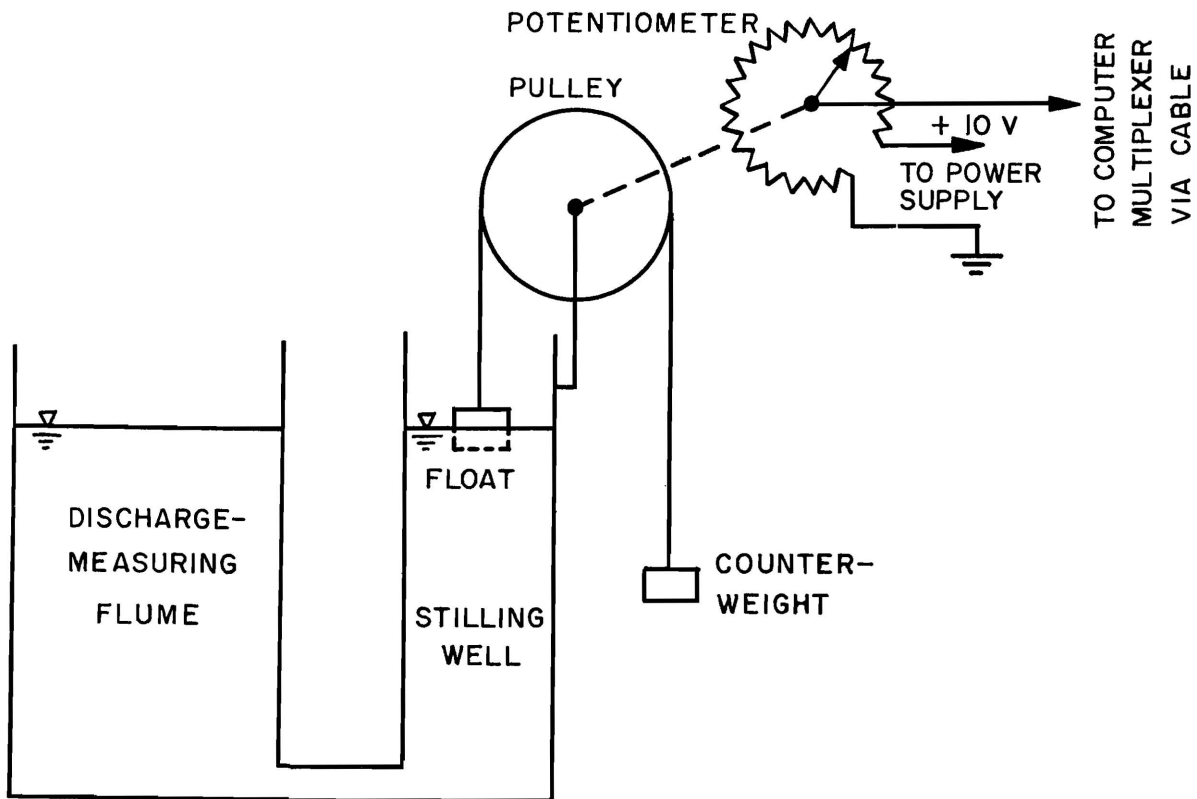 POTENTIOMETER
PULLEY
+ 10 V
TO POWER
SUPPLY
TO COMPUTER
MULTIPLEXER
VIA CABLE
FLOAT
DISCHARGE-
MEASURING
FLUME
STILLING
WELL
COUNTER-
WEIGHT